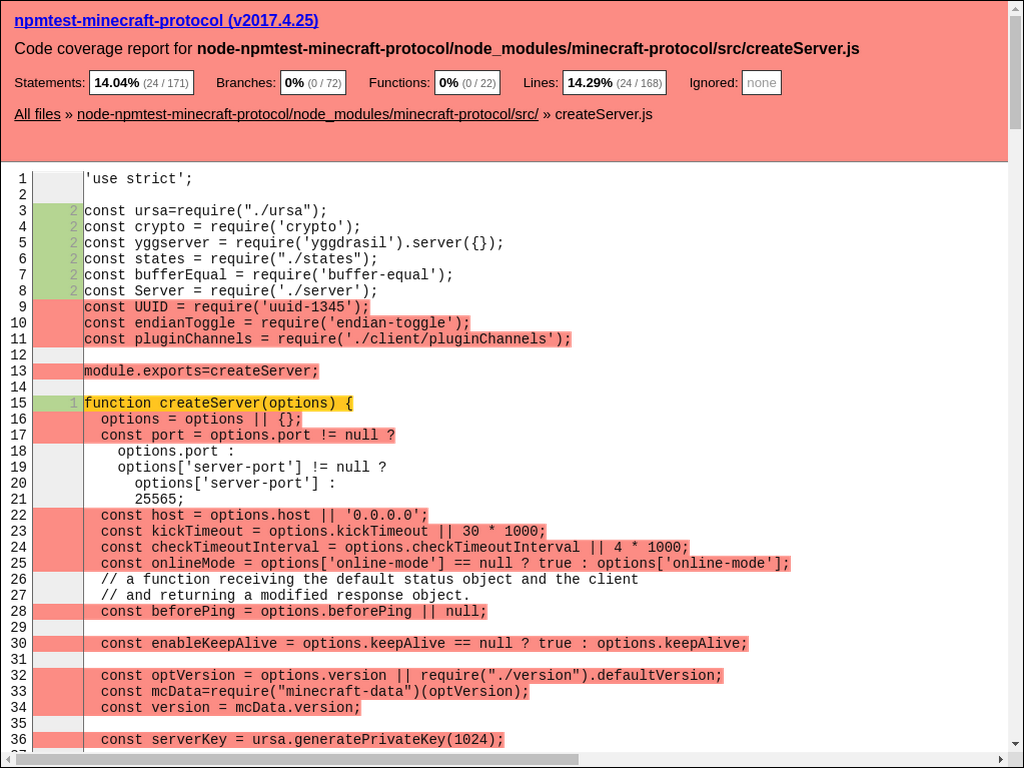 npmtest-minecraft-protocol (v2017.4.25)
Code coverage report for node-npmtest-minecraft-protocol/node_modules/minecraft-protocol/src/createServer.js
Statements: 14.04% (24 / 171) Branches: 0% (0 / 72) Functions: 0% (0 / 22) Lines: 14.29% (24 / 168) Ignored: none
All files » node-npmtest-minecraft-protocol/node_modules/minecraft-protocol/src/ » createServer.js
1 'use strict';
2
3 2 const ursa=require("./ursa");
4 2 const crypto = require('crypto');
5 2 const yggserver = require('yggdrasil').server({});
6 2 const states = require("./states");
7 2 const bufferEqual = require('buffer-equal');
8 2 const Server = require('./server');
9 const UUID = require('uuid-1345');
10 const endianToggle = require('endian-toggle');
11 const pluginChannels = require('./client/pluginChannels');
12
13 module.exports=createServer;
14
15 1 function createServer(options) {
16   options = options || {};
17   const port = options.port != null ?
18     options.port :
19     options['server-port'] != null ?
20       options['server-port'] :
21       25565;
22   const host = options.host || '0.0.0.0';
23   const kickTimeout = options.kickTimeout || 30 * 1000;
24   const checkTimeoutInterval = options.checkTimeoutInterval || 4 * 1000;
25   const onlineMode = options['online-mode'] == null ? true : options['online-mode'];
26   // a function receiving the default status object and the client
27   // and returning a modified response object.
28   const beforePing = options.beforePing || null;
29
30   const enableKeepAlive = options.keepAlive == null ? true : options.keepAlive;
31
32   const optVersion = options.version || require("./version").defaultVersion;
33   const mcData=require("minecraft-data")(optVersion);
34   const version = mcData.version;
35
36   const serverKey = ursa.generatePrivateKey(1024);